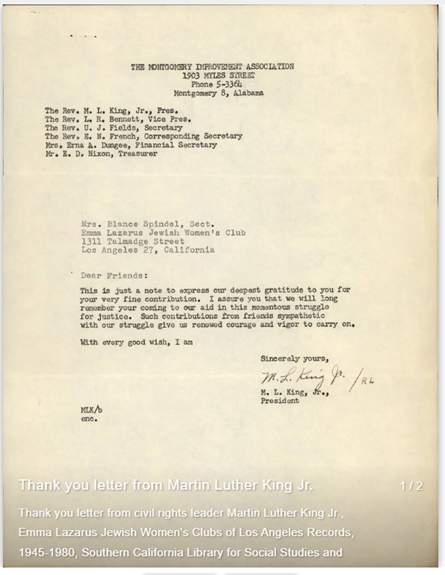 THE MONTGOMERY IMPROVEMENT ASSOCIATION
1903 MYLES STREET
Phone 5-3364
Montgomery 8, Alabama
The Rev. M. L. King, Jr., Pres.
The Rev. L. R. Bennett, Vice Pres.
The Rev. U. J. Fields, Secretary
The Rev. E. N. French, Corresponding Secretary
Mrs. Erna A. Dungee, Financial Secretary
Mr. E. D. Nixon, Treasurer
Mrs. Blance Spindel, Sect.
Emma Lazarus Jewish Women's Club
1311 Talmadge Street
Los Angeles 27, California
Dear Friends:
This is just a note to express our deepest gratitude to you for
your very fine contribution. I assure you that we will long
remember your coming to our aid in this momentous struggle
for justice. Such contributions from friends sympathetic
with our struggle give us renewed courage and vigor to carry on.
With every good wish, I am
Sincerely yours,
M. L. King Jr.
M. L. King, Jr.,
President
MLK/b
enc.
Thank you letter from Martin Luther King Jr.
1 / 2
Thank you letter from civil rights leader Martin Luther King Jr.,
Emma Lazarus Jewish Women's Clubs of Los Angeles Records,
1945-1980, Southern California Library for Social Studies and